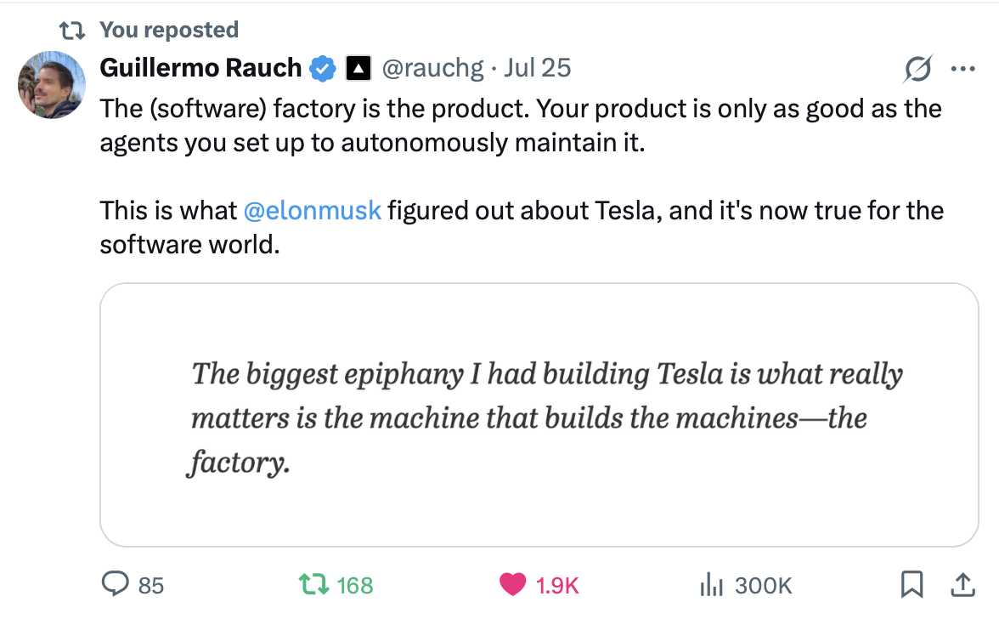 You reposted
Guillermo Rauch @rauchg · Jul 25
The (software) factory is the product. Your product is only as good as the
agents you set up to autonomously maintain it.
This is what @elonmusk figured out about Tesla, and it's now true for the
software world.
The biggest epiphany I had building Tesla is what really
matters is the machine that builds the machines—the
factory.
85 168 1.9K 300K